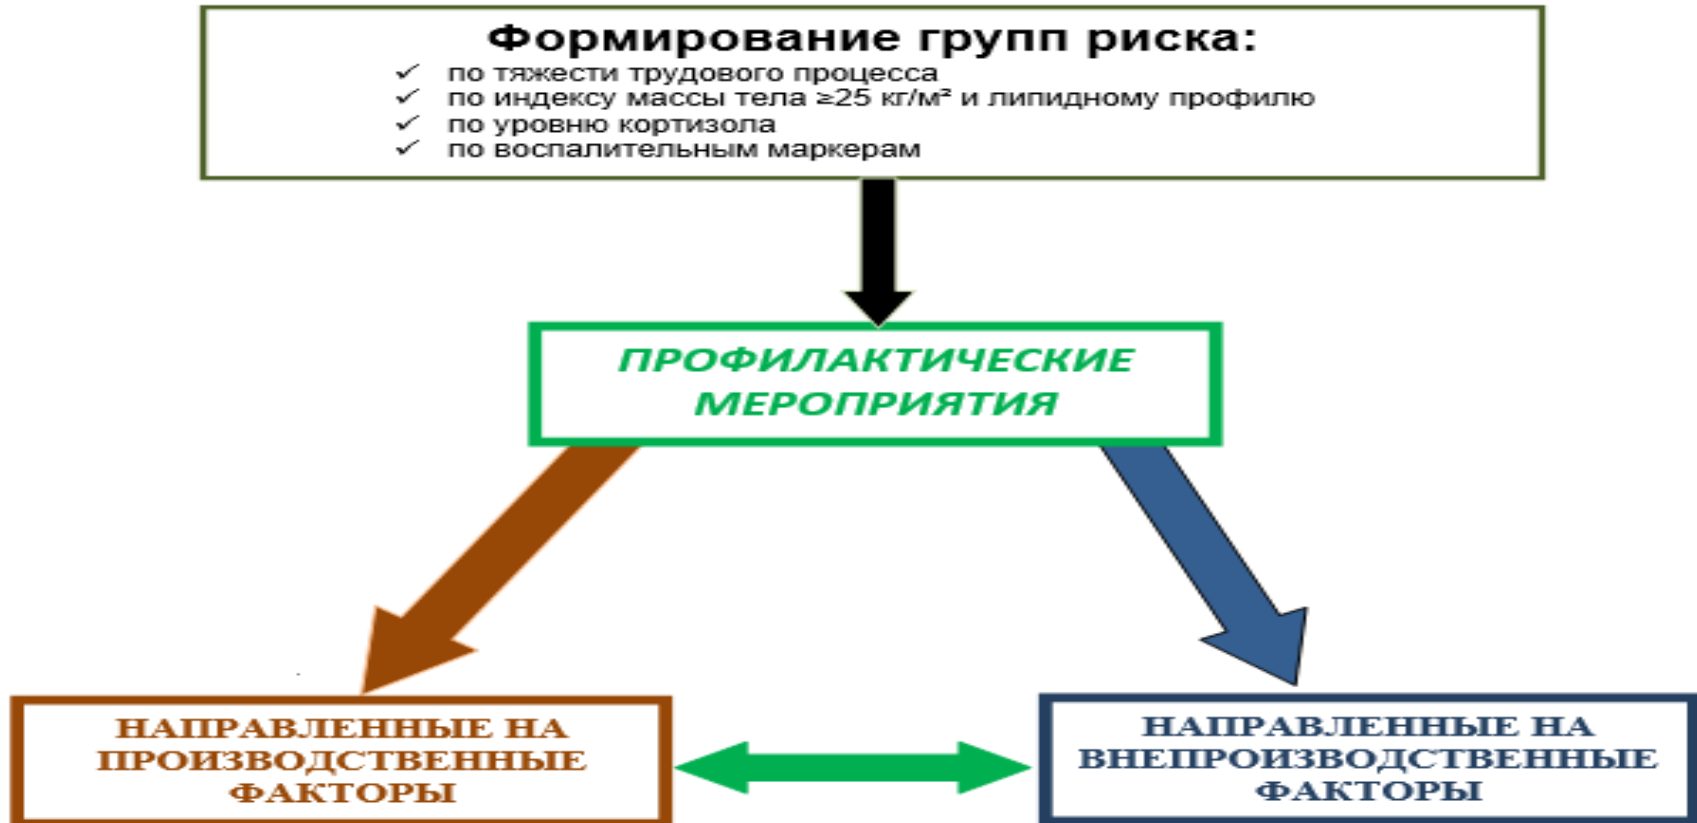 Формирование групп риска:
✓ по тяжести трудового процесса
✓ по индексу массы тела ≥25 кг/м² и липидному профилю
✓ по уровню кортизола
✓ по воспалительным маркерам
ПРОФИЛАКТИЧЕСКИЕ
МЕРОПРИЯТИЯ
НАПРАВЛЕННЫЕ НА
ПРОИЗВОДСТВЕННЫЕ
ФАКТОРЫ
НАПРАВЛЕННЫЕ НА
ВНЕПРОИЗВОДСТВЕННЫЕ
ФАКТОРЫ